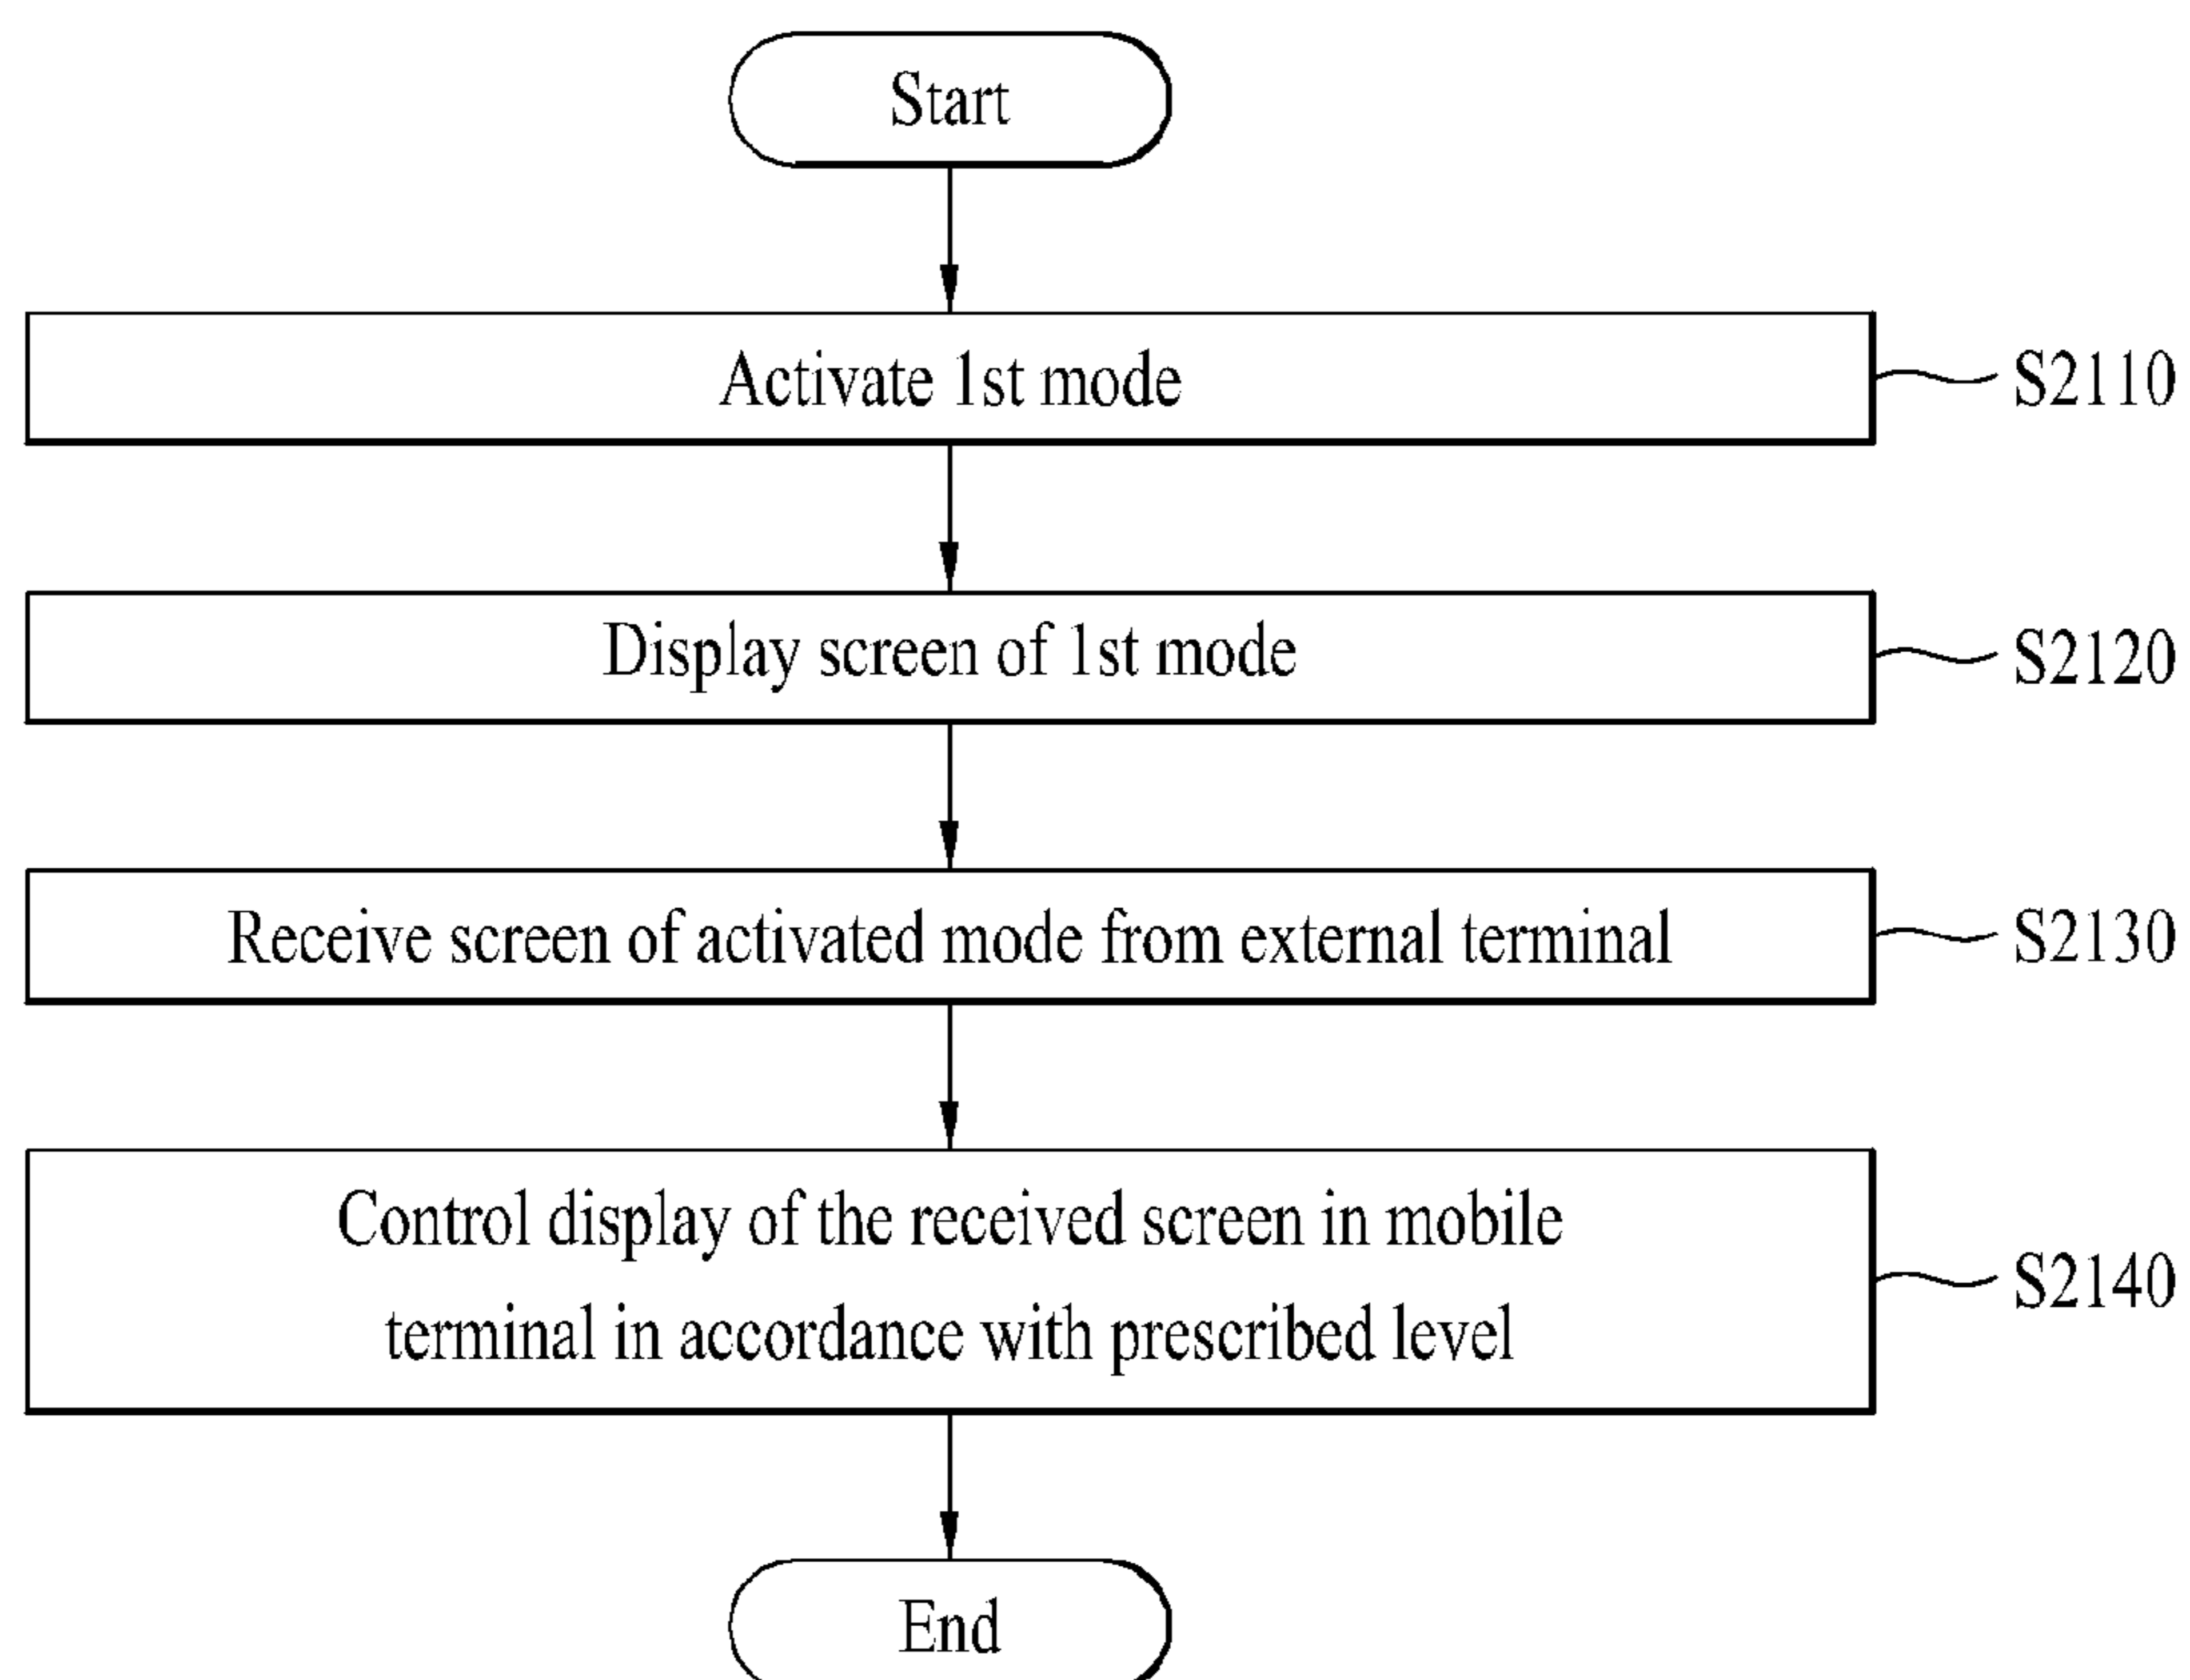 Start
Activate 1st mode
S2110
Display screen of 1st mode
S2120
Receive screen of activated mode from external terminal
S2130
Control display of the received screen in mobile
terminal in accordance with prescribed level
S2140
End